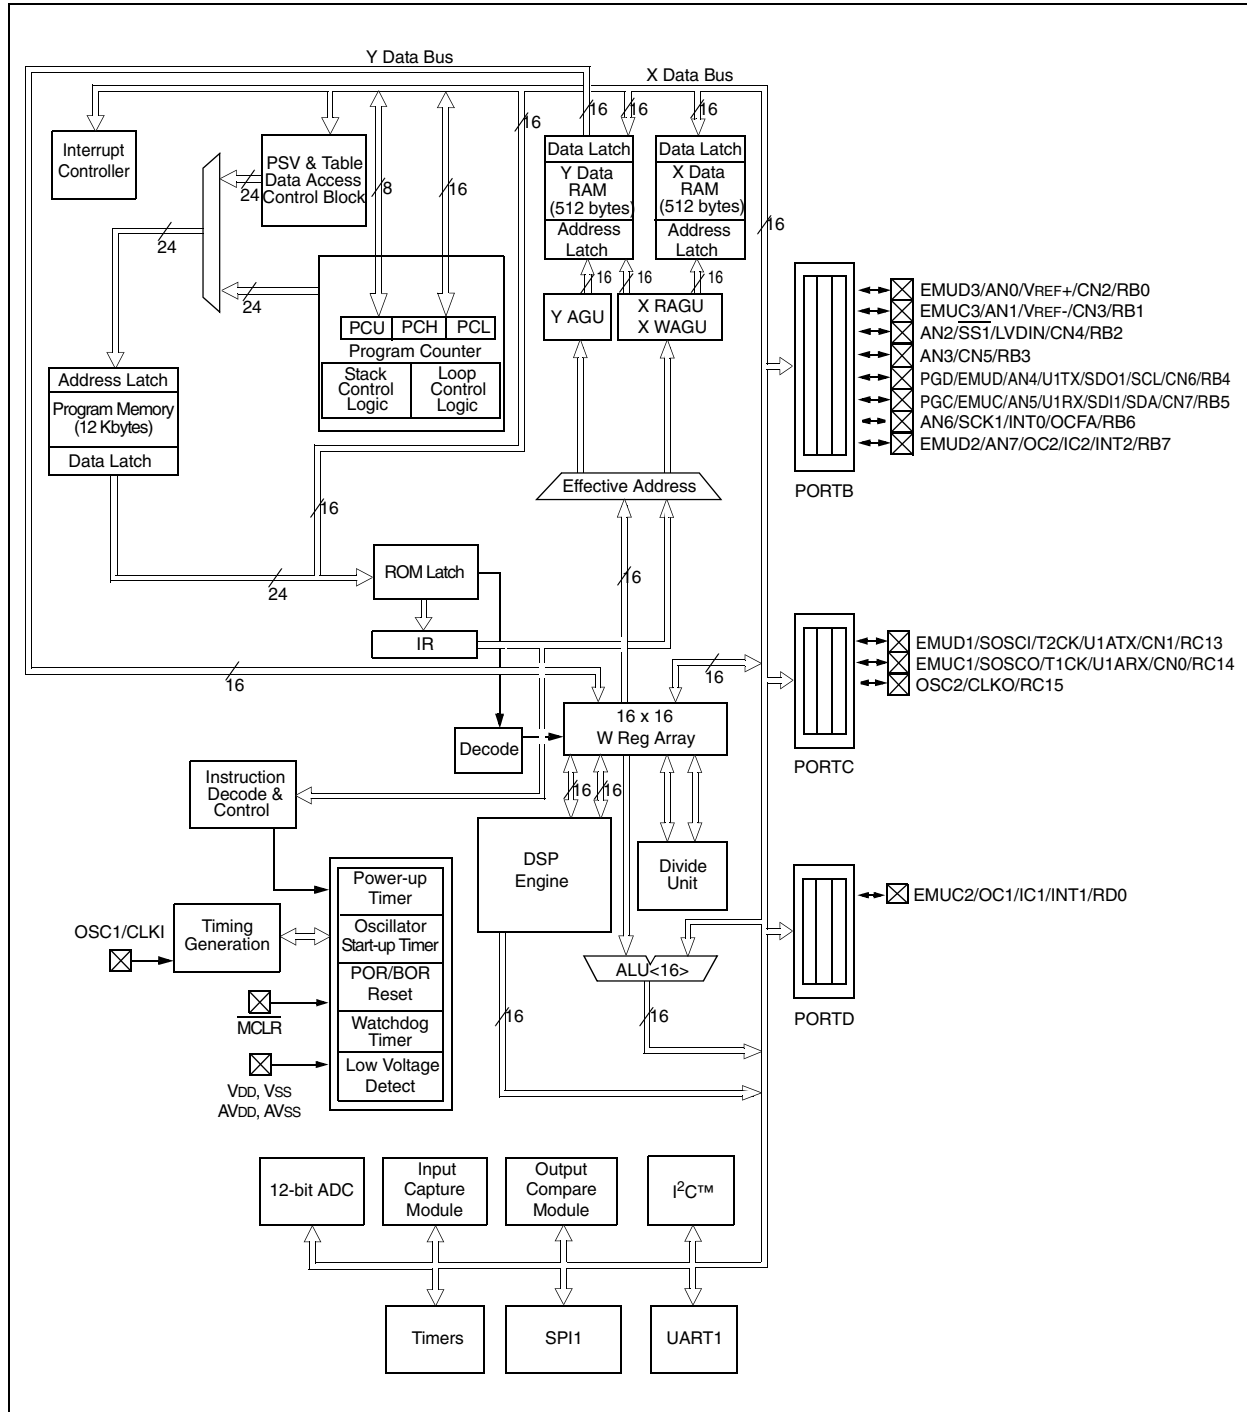 Y Data Bus
X Data Bus
16
16
16
16
Interrupt
Controller
PSV & Table
Data Access
Control Block
24
8
16
Data Latch
Y Data
RAM
(512 bytes)
Address
Latch
Data Latch
X Data
RAM
(512 bytes)
Address
Latch
16
24
24
16
16
16
Y AGU
X RAGU
X WAGU
PCU
PCH
PCL
Program Counter
Stack
Control
Logic
Loop
Control
Logic
Address Latch
Program Memory
(12 Kbytes)
Data Latch
EMUD3/AN0/VREF+/CN2/RB0
EMUC3/AN1/VREF-/CN3/RB1
AN2/SS1/LVDIN/CN4/RB2
AN3/CN5/RB3
PGD/EMUD/AN4/U1TX/SDO1/SCL/CN6/RB4
PGC/EMUC/AN5/U1RX/SDI1/SDA/CN7/RB5
AN6/SCK1/INT0/OCFA/RB6
EMUD2/AN7/OC2/IC2/INT2/RB7
PORTB
Effective Address
16
24
16
ROM Latch
IR
16
16
16 x 16
W Reg Array
Decode
EMUD1/SOSCI/T2CK/U1ATX/CN1/RC13
EMUC1/SOSCO/T1CK/U1ARX/CN0/RC14
OSC2/CLKO/RC15
PORTC
Instruction
Decode &
Control
16
16
DSP
Engine
Divide
Unit
Power-up
Timer
Oscillator
Start-up Timer
POR/BOR
Reset
Watchdog
Timer
Low Voltage
Detect
OSC1/CLKI
Timing
Generation
MCLR
VDD, VSS
AVDD, AVSS
EMUC2/OC1/IC1/INT1/RD0
PORTD
ALU<16>
16
16
12-bit ADC
Input
Capture
Module
Output
Compare
Module
I²C™
Timers
SPI1
UART1